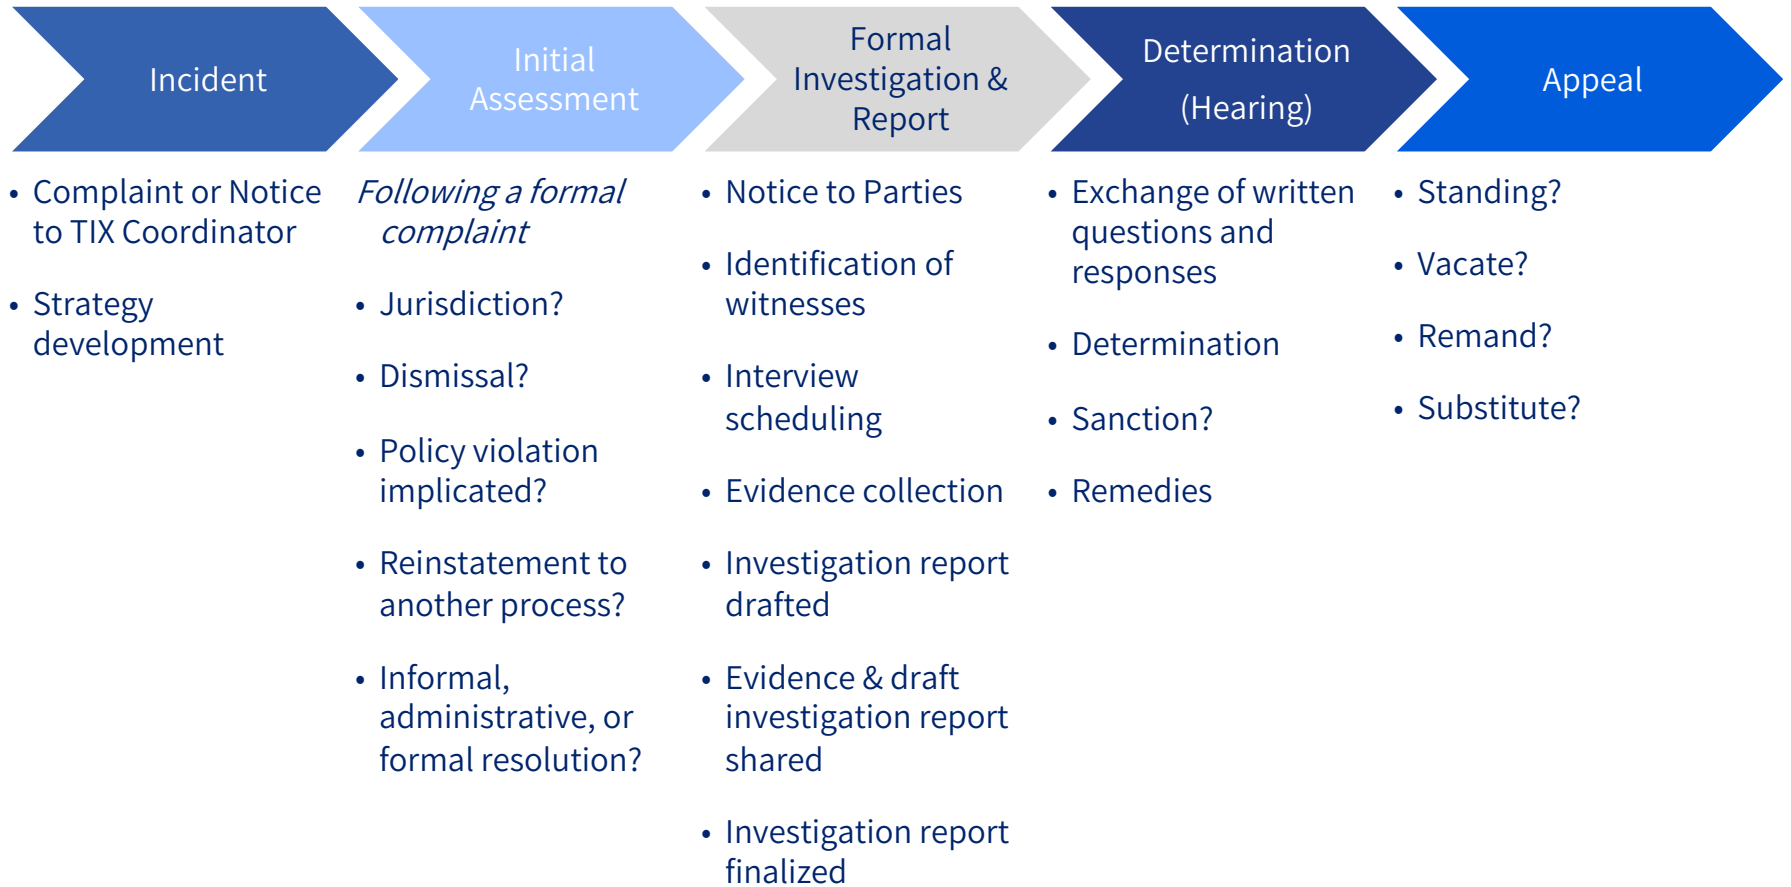 Incident
Initial
Assessment
Formal
Investigation &
Report
Determination
(Hearing)
Appeal
• Complaint or Notice
to TIX Coordinator
• Strategy
development
Following a formal
complaint
• Jurisdiction?
• Dismissal?
• Policy violation
implicated?
• Reinstatement to
another process?
• Informal,
administrative, or
formal resolution?
• Notice to Parties
• Identification of
witnesses
• Interview
scheduling
• Evidence collection
• Investigation report
drafted
• Evidence & draft
investigation report
shared
• Investigation report
finalized
• Exchange of written
questions and
responses
• Determination
• Sanction?
• Remedies
• Standing?
• Vacate?
• Remand?
• Substitute?